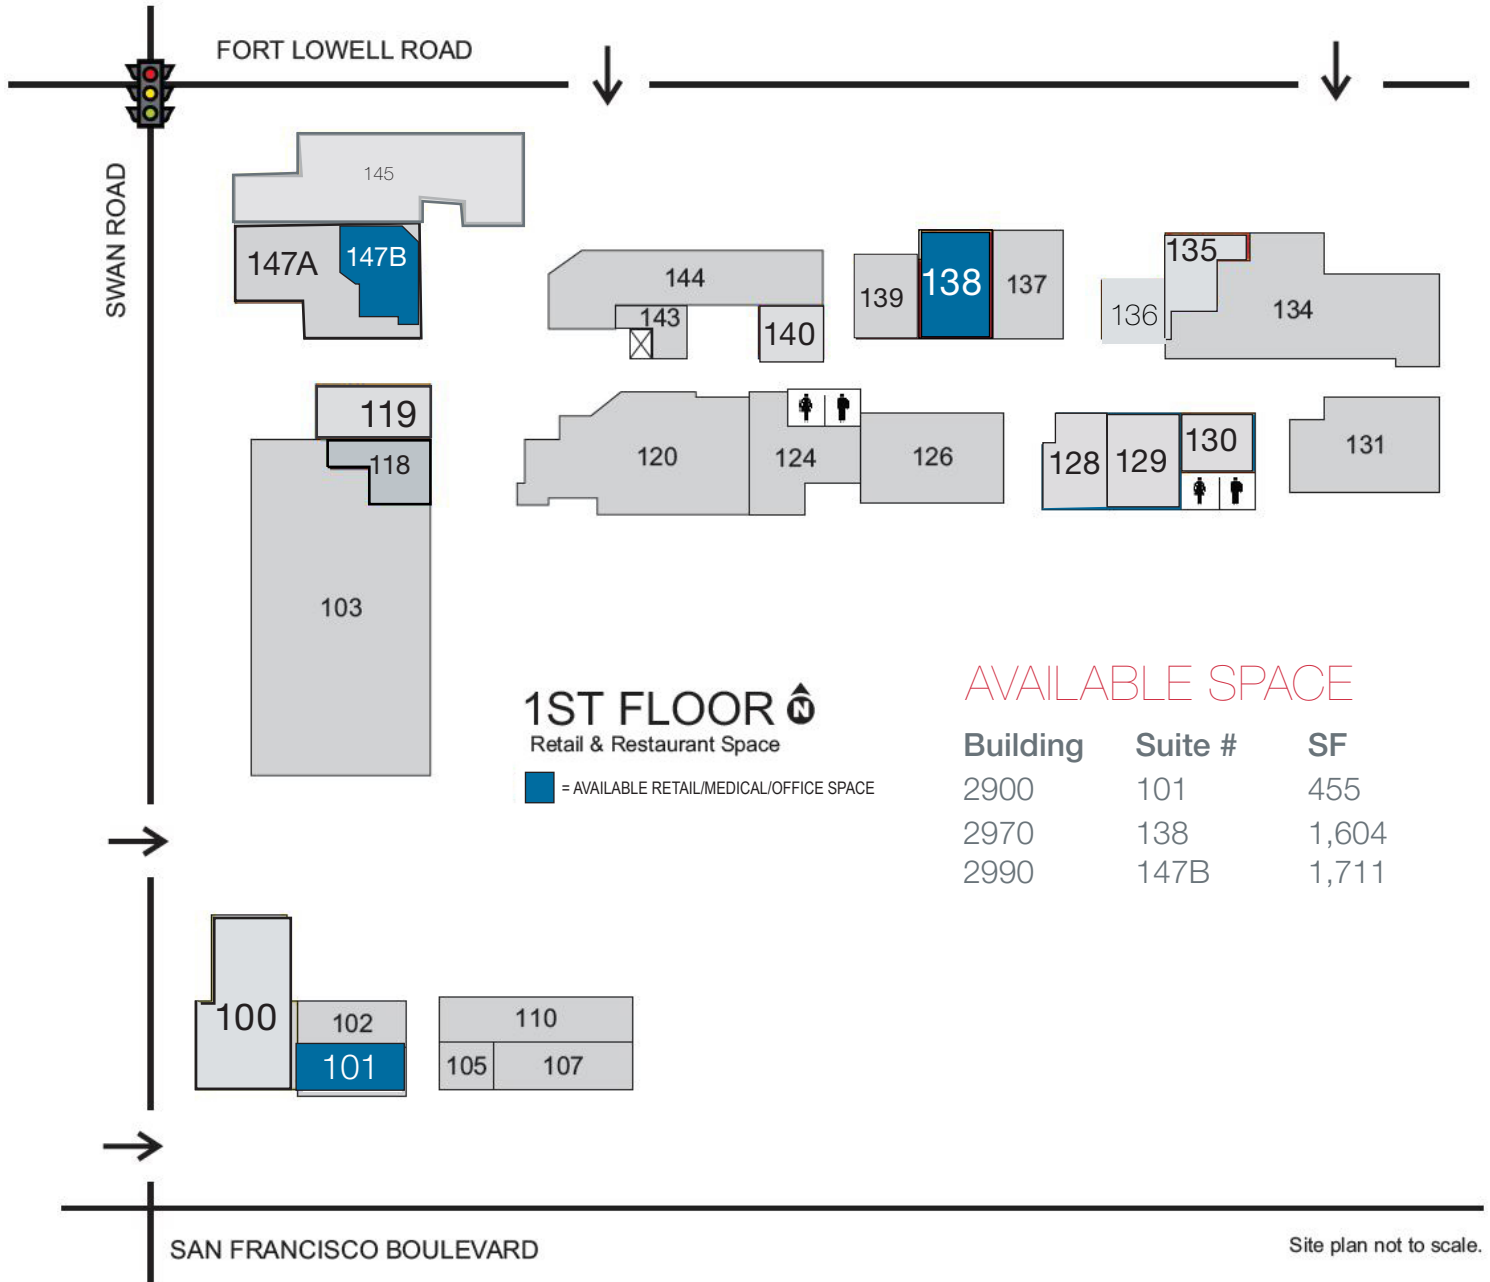 FORT LOWELL ROAD
SWAN ROAD
145
147A
147B
144
143
140
139
138
137
135
136
134
119
118
120
124
126
128
129
130
131
103
1ST FLOOR N
Retail & Restaurant Space
= AVAILABLE RETAIL/MEDICAL/OFFICE SPACE
AVAILABLE SPACE
Building Suite # SF
2900 101 455
2970 138 1,604
2990 147B 1,711
100
102
101
110
105
107
SAN FRANCISCO BOULEVARD
Site plan not to scale.